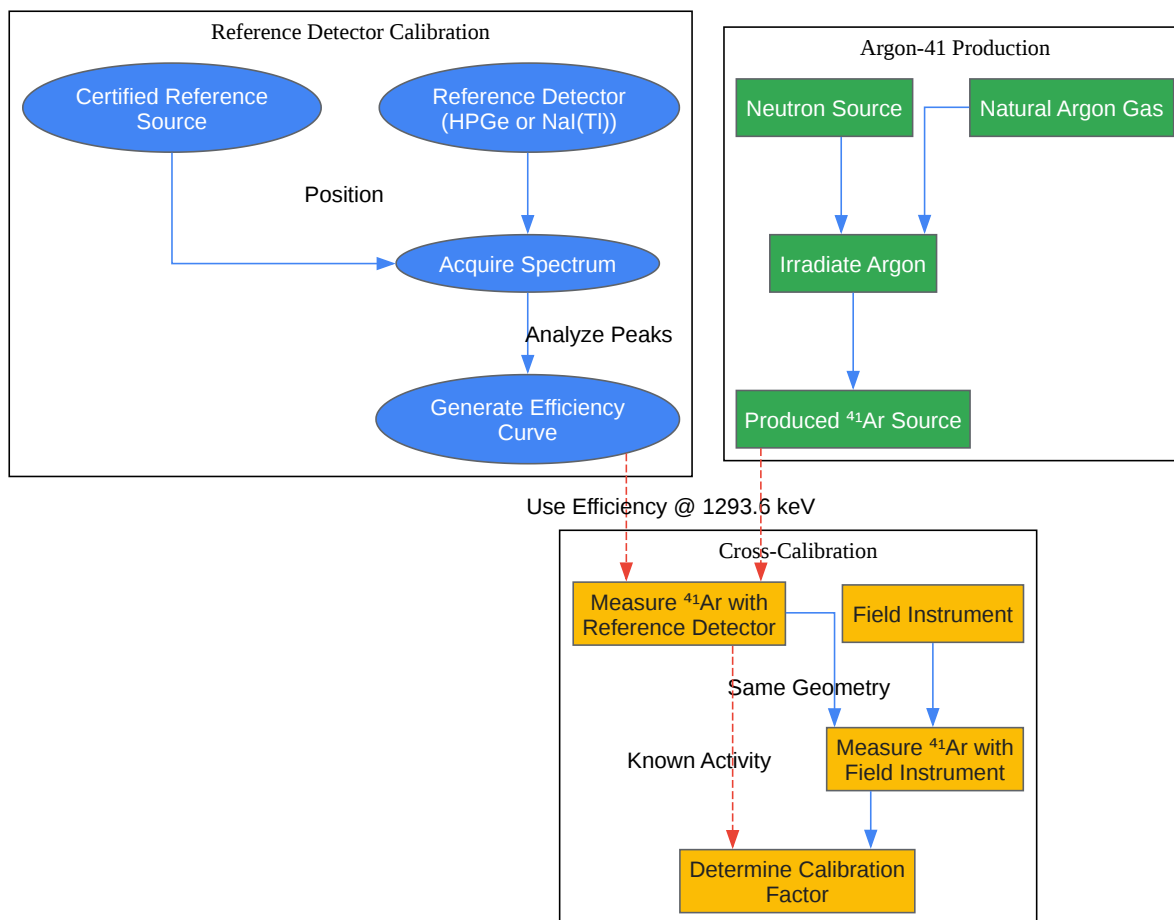 Reference Detector Calibration
Certified Reference
Source
Reference Detector
(HPGe or NaI(Tl))
Position
Acquire Spectrum
Analyze Peaks
Generate Efficiency
Curve
Argon-41 Production
Neutron Source
Natural Argon Gas
Irradiate Argon
Produced ⁴¹Ar Source
Use Efficiency @ 1293.6 keV
Cross-Calibration
Measure ⁴¹Ar with
Reference Detector
Field Instrument
Same Geometry
Known Activity
Measure ⁴¹Ar with
Field Instrument
Determine Calibration
Factor